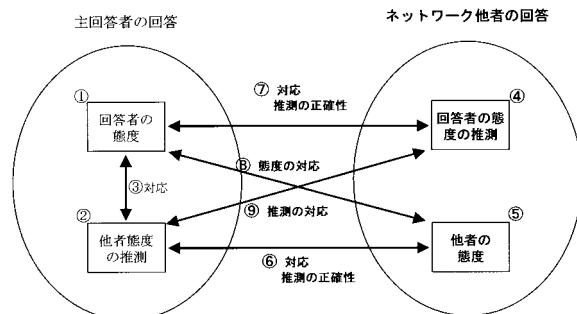 主回答者の回答
ネットワーク他者の回答
①
回答者の
態度
⑦ 対応
推測の正確性
④
回答者の態
度の推測
③対応
⑧ 態度の対応
⑨ 推測の対応
②
他者態度
の推測
⑤
他者の
態度
⑥ 対応
推測の正確性